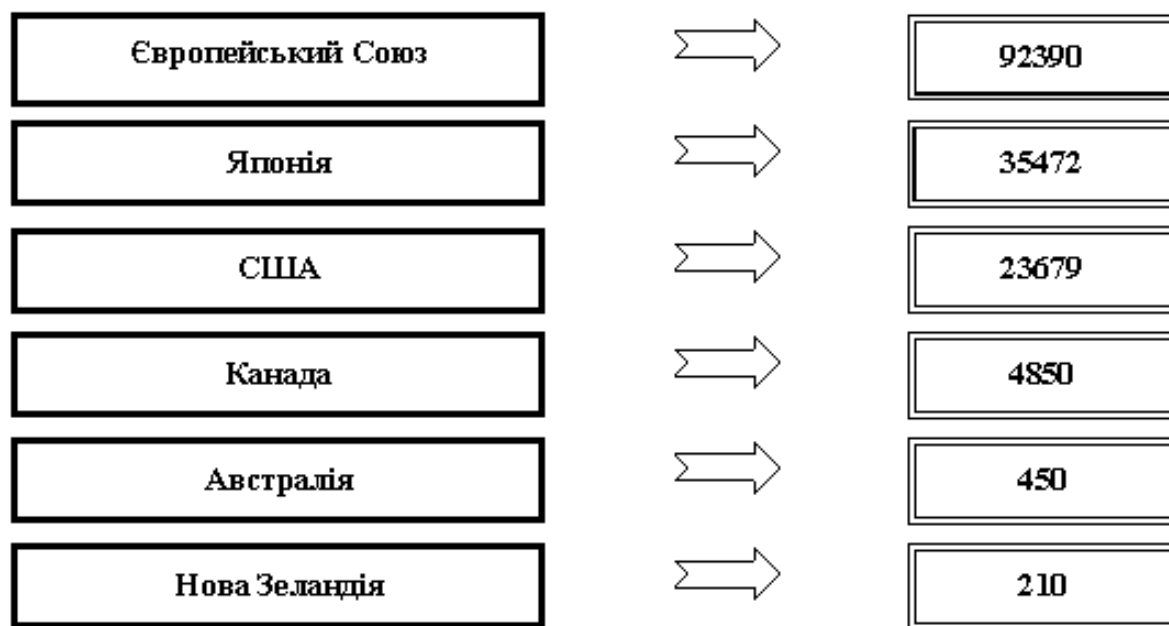 Європейський Союз 92390
Японія 35472
США 23679
Канада 4850
Австралія 450
Нова Зеландія 210